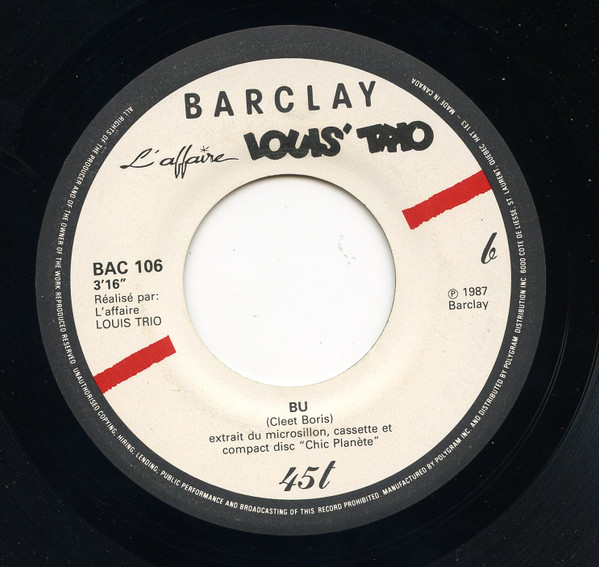 BARCLAY
L'affaire LOUIS' TRIO
b
BAC 106
3'16"
Réalisé par:
L'affaire
LOUIS TRIO
℗ 1987
Barclay
BU
(Cleet Boris)
extrait du microsillon, cassette et
compact disc "Chic Planète"
45t
ALL RIGHTS OF THE PRODUCER AND OF THE OWNER OF THE WORK REPRODUCED RESERVED. UNAUTHORISED COPYING, HIRING, LENDING, PUBLIC PERFORMANCE AND BROADCASTING OF THIS RECORD PROHIBITED. MANUFACTURED BY POLYGRAM INC. AND DISTRIBUTED BY POLYGRAM DISTRIBUTION INC 6000 COTE DE LIESSE, ST. LAURENT, QUEBEC H4T 1E3 – MADE IN CANADA